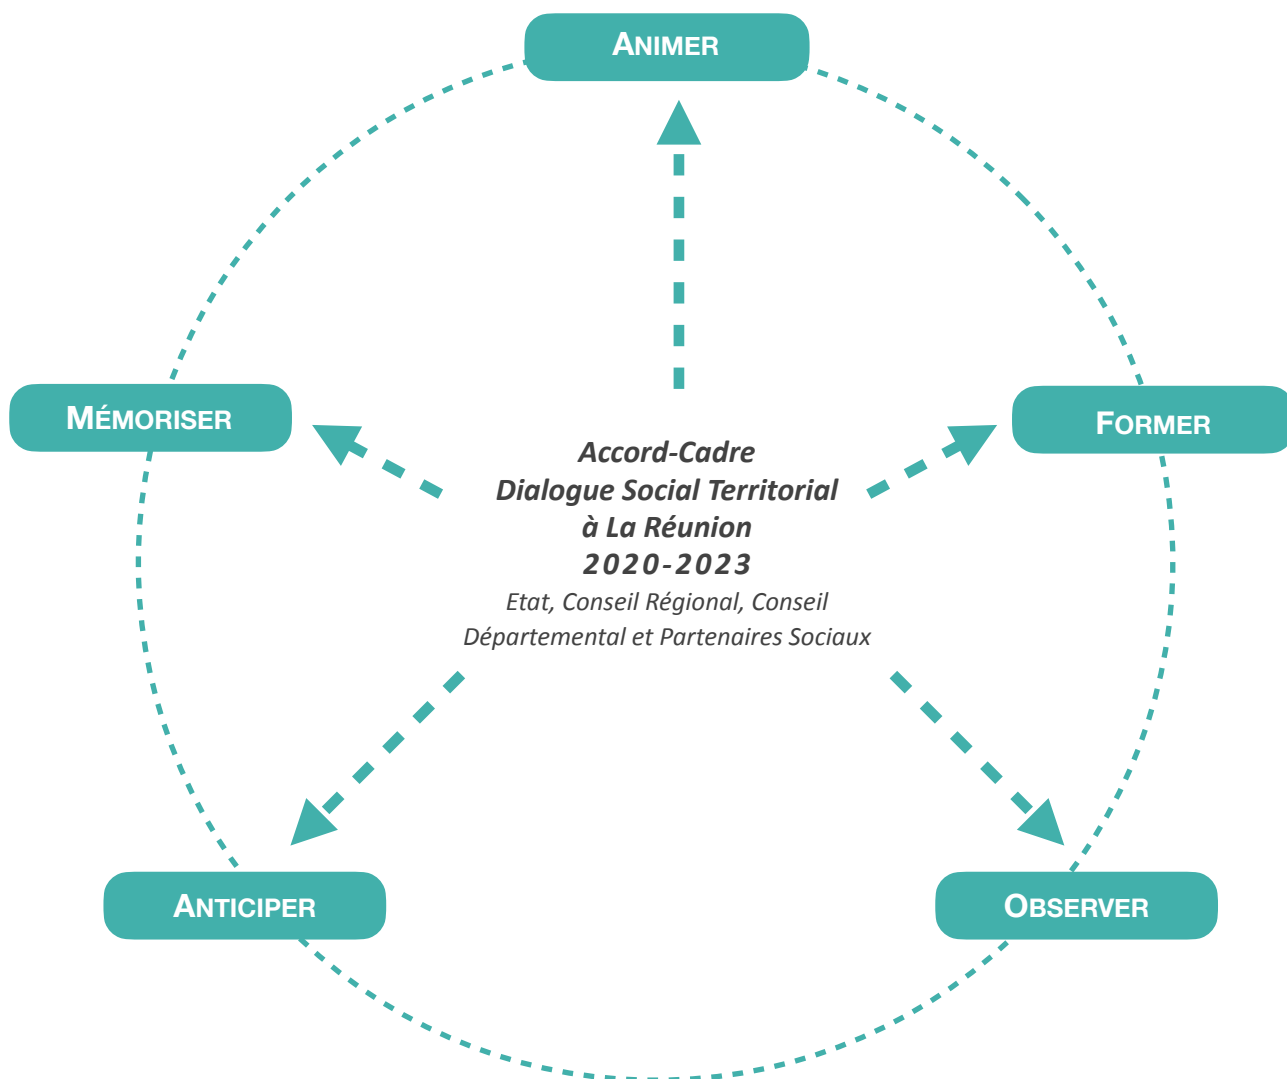 ANIMER
MÉMORISER
FORMER
Accord-Cadre
Dialogue Social Territorial
à La Réunion
2020-2023
Etat, Conseil Régional, Conseil
Départemental et Partenaires Sociaux
ANTICIPER
OBSERVER